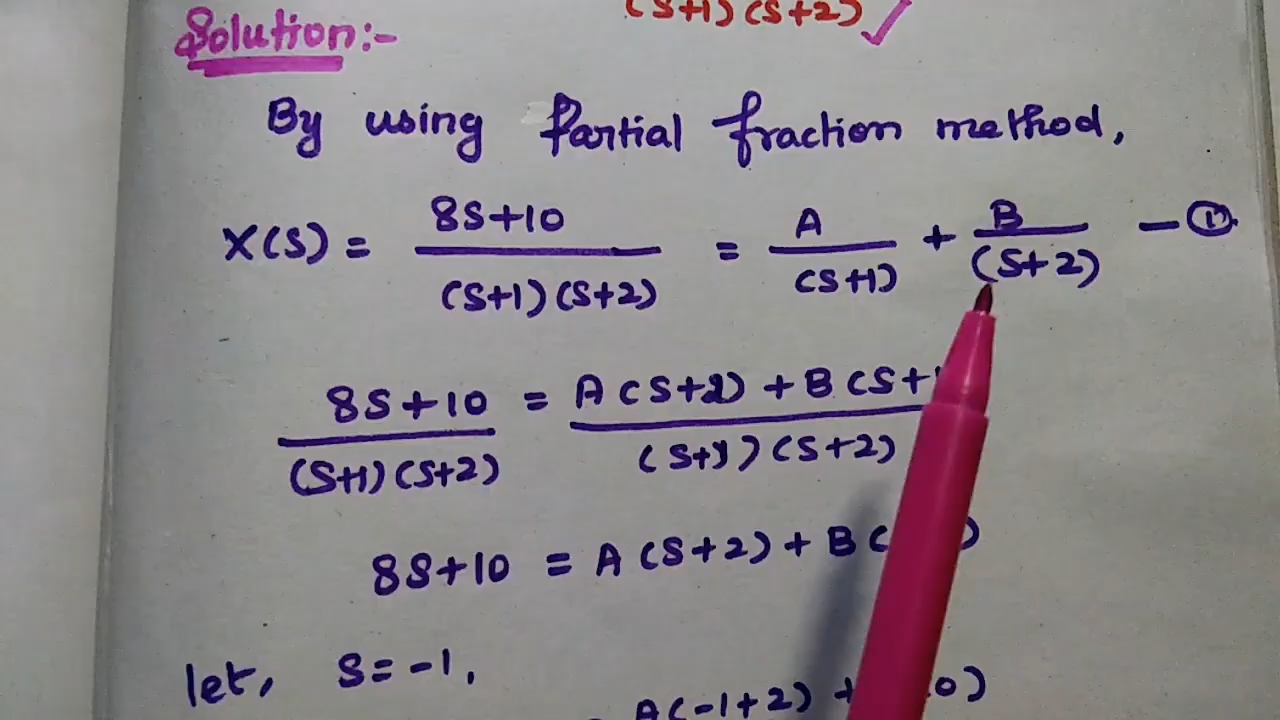 (S+1)(S+2) ✓
Solution:-
By using Partial fraction method,
X(S) = 8S+10 / (S+1)(S+2) = A / (S+1) + B / (S+2) — ①
8S+10 / (S+1)(S+2) = A(S+2) + B(S+ / (S+1)(S+2)
8S+10 = A(S+2) + B( )
let, S=-1,
= A(-1+2) + 0)